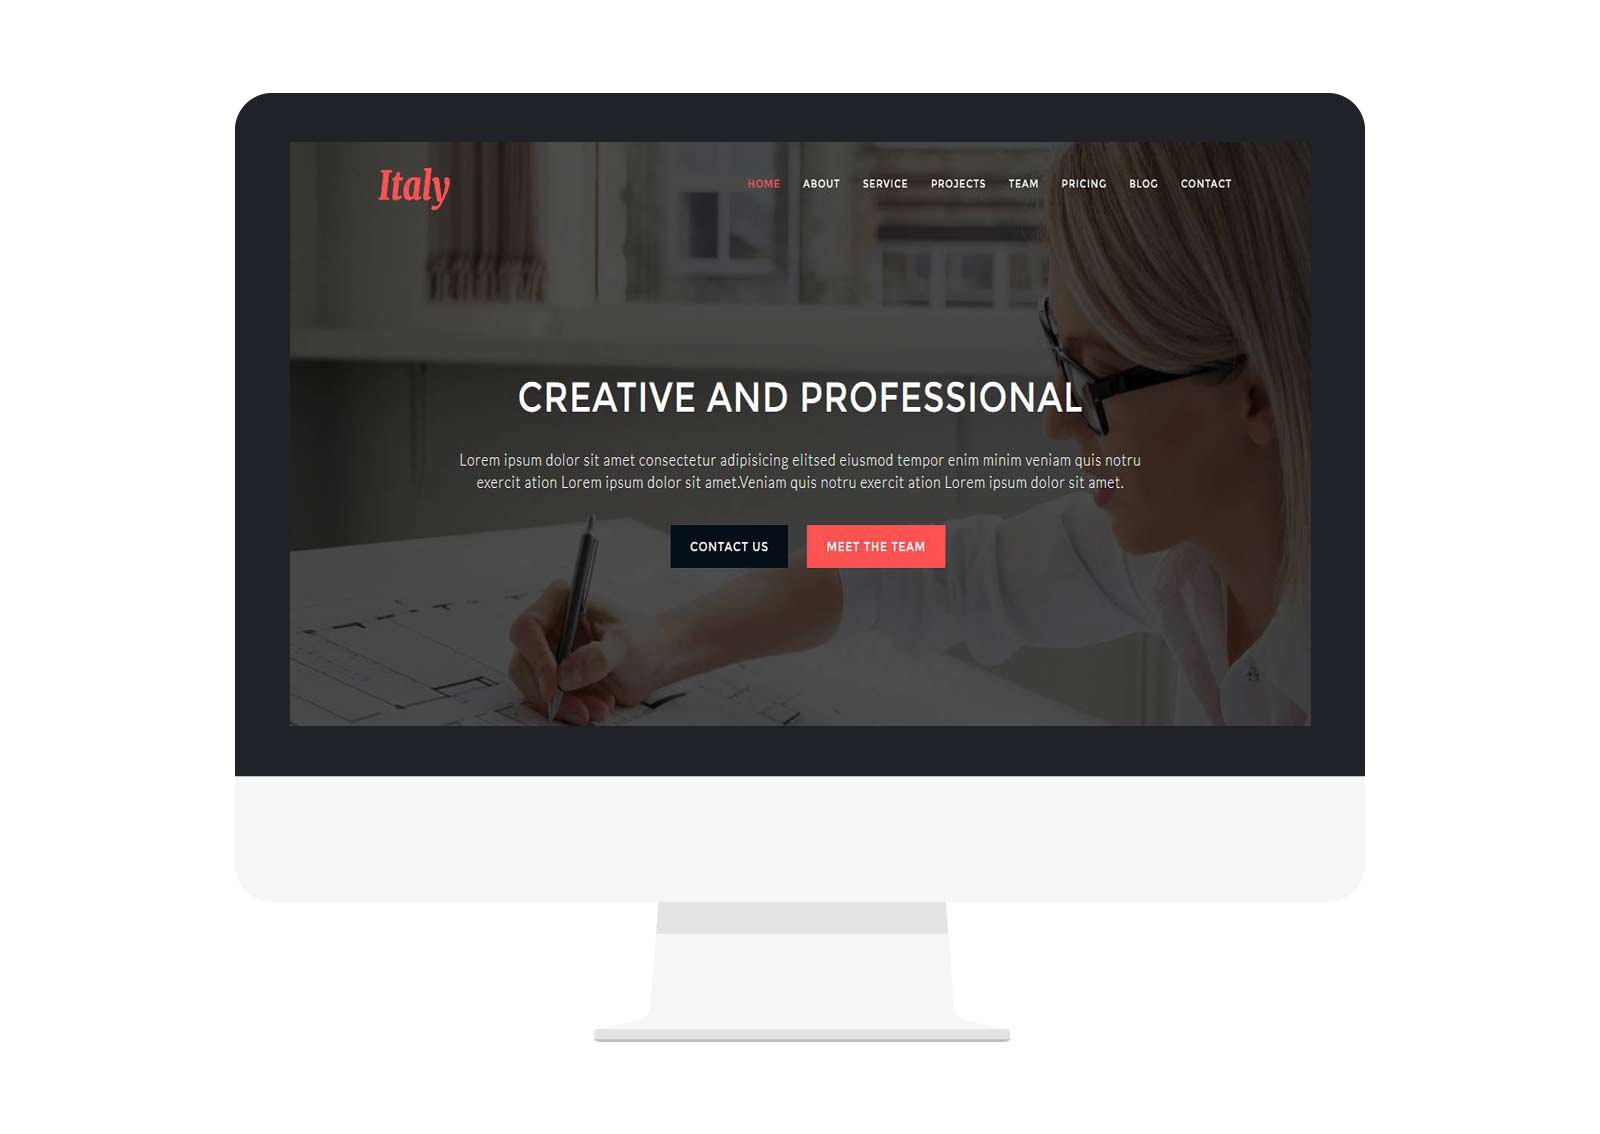 Italy
HOME ABOUT SERVICE PROJECTS TEAM PRICING BLOG CONTACT
CREATIVE AND PROFESSIONAL
Lorem ipsum dolor sit amet consectetur adipisicing elitsed eiusmod tempor enim minim veniam quis notru
exercit ation Lorem ipsum dolor sit amet.Veniam quis notru exercit ation Lorem ipsum dolor sit amet.
CONTACT US
MEET THE TEAM